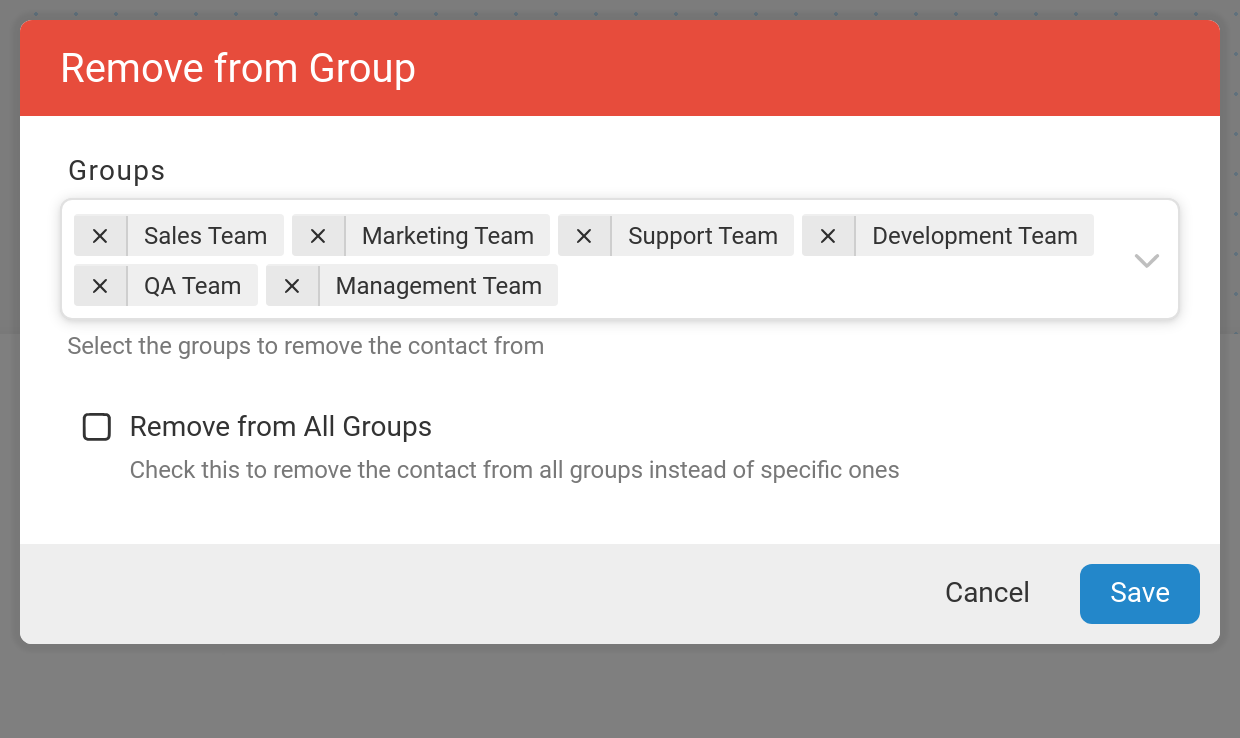 Remove from Group
Groups
Sales Team Marketing Team Support Team Development Team
QA Team Management Team
Select the groups to remove the contact from
Remove from All Groups
Check this to remove the contact from all groups instead of specific ones
Cancel Save